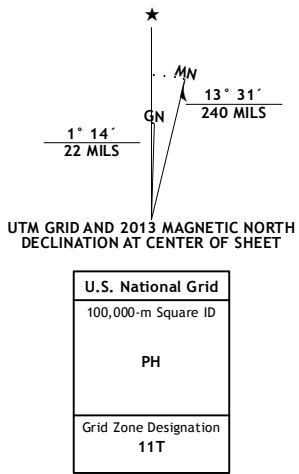 MN
GN
13° 31´
240 MILS
1° 14´
22 MILS
UTM GRID AND 2013 MAGNETIC NORTH
DECLINATION AT CENTER OF SHEET
U.S. National Grid
100,000-m Square ID
PH
Grid Zone Designation
11T